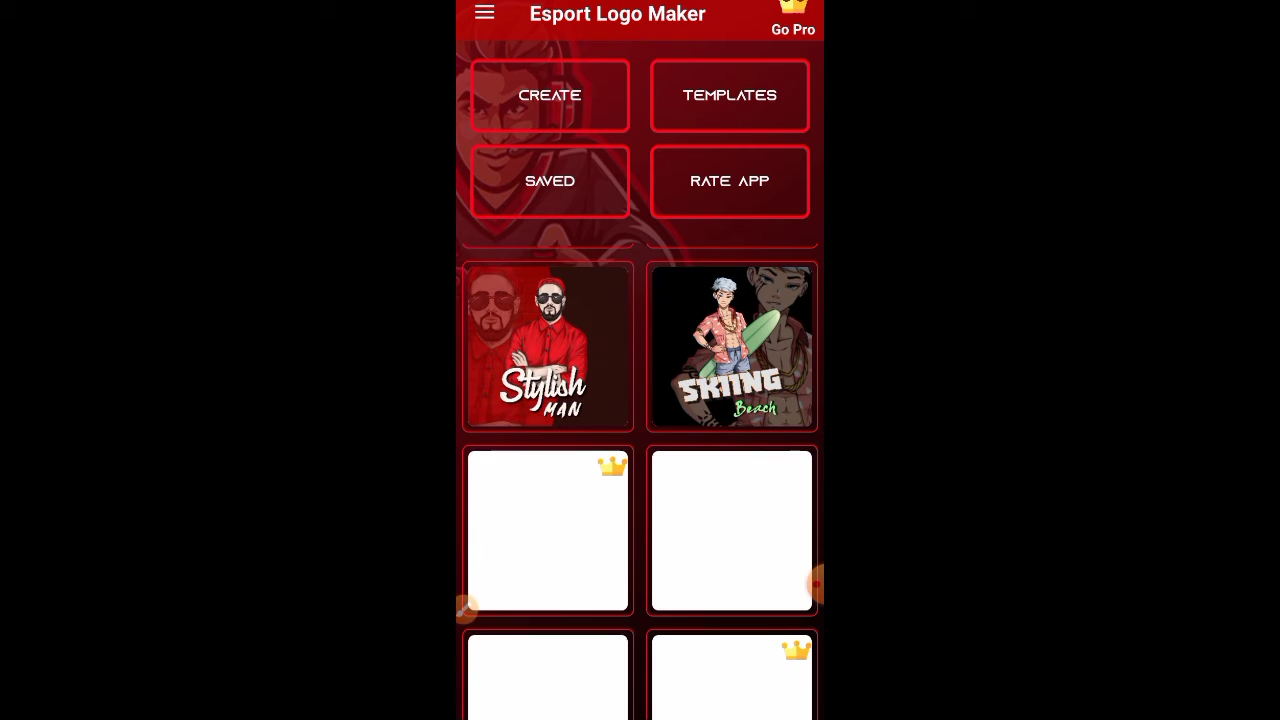 Esport Logo Maker
Go Pro
CREATE
TEMPLATES
SAVED
RATE APP
Stylish
MAN
SKIING
Beach